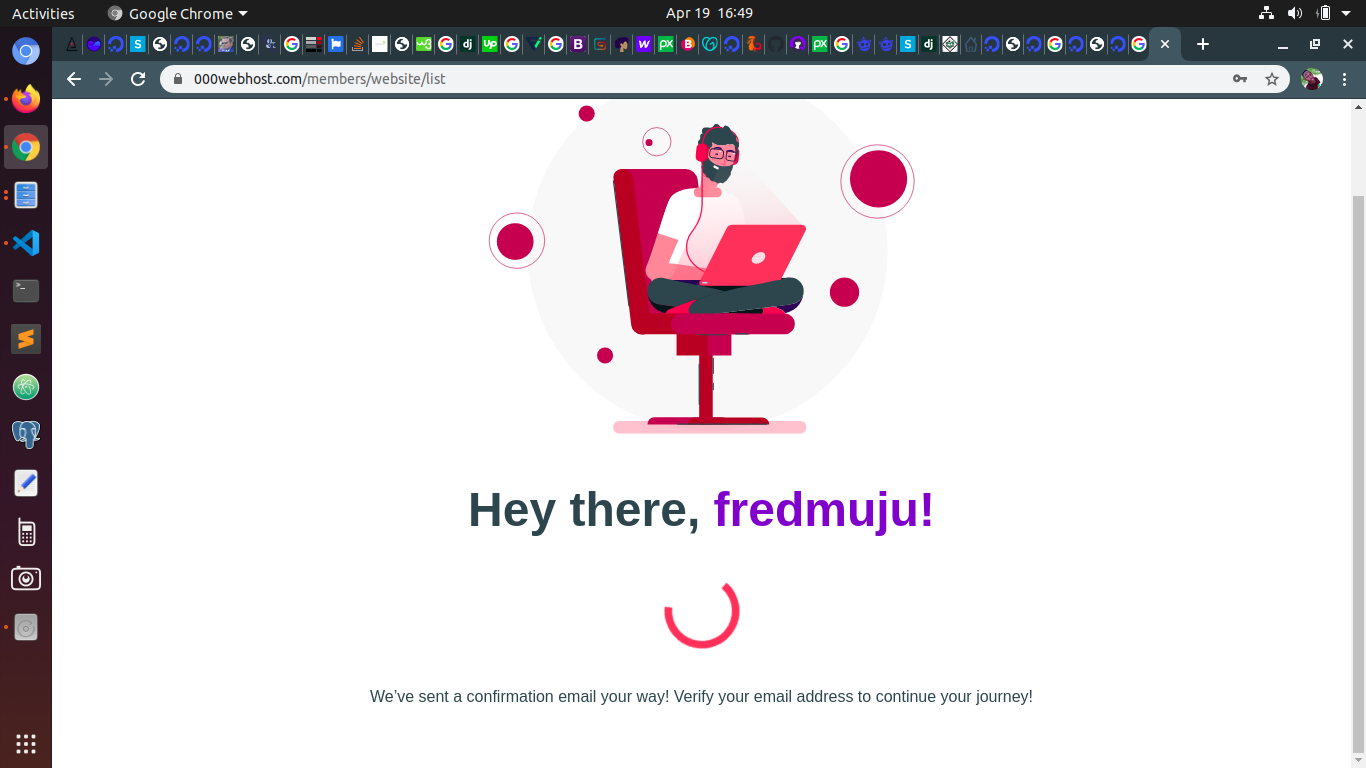 Activities Google Chrome Apr 19 16:49
000webhost.com/members/website/list
Hey there, fredmuju!
We've sent a confirmation email your way! Verify your email address to continue your journey!